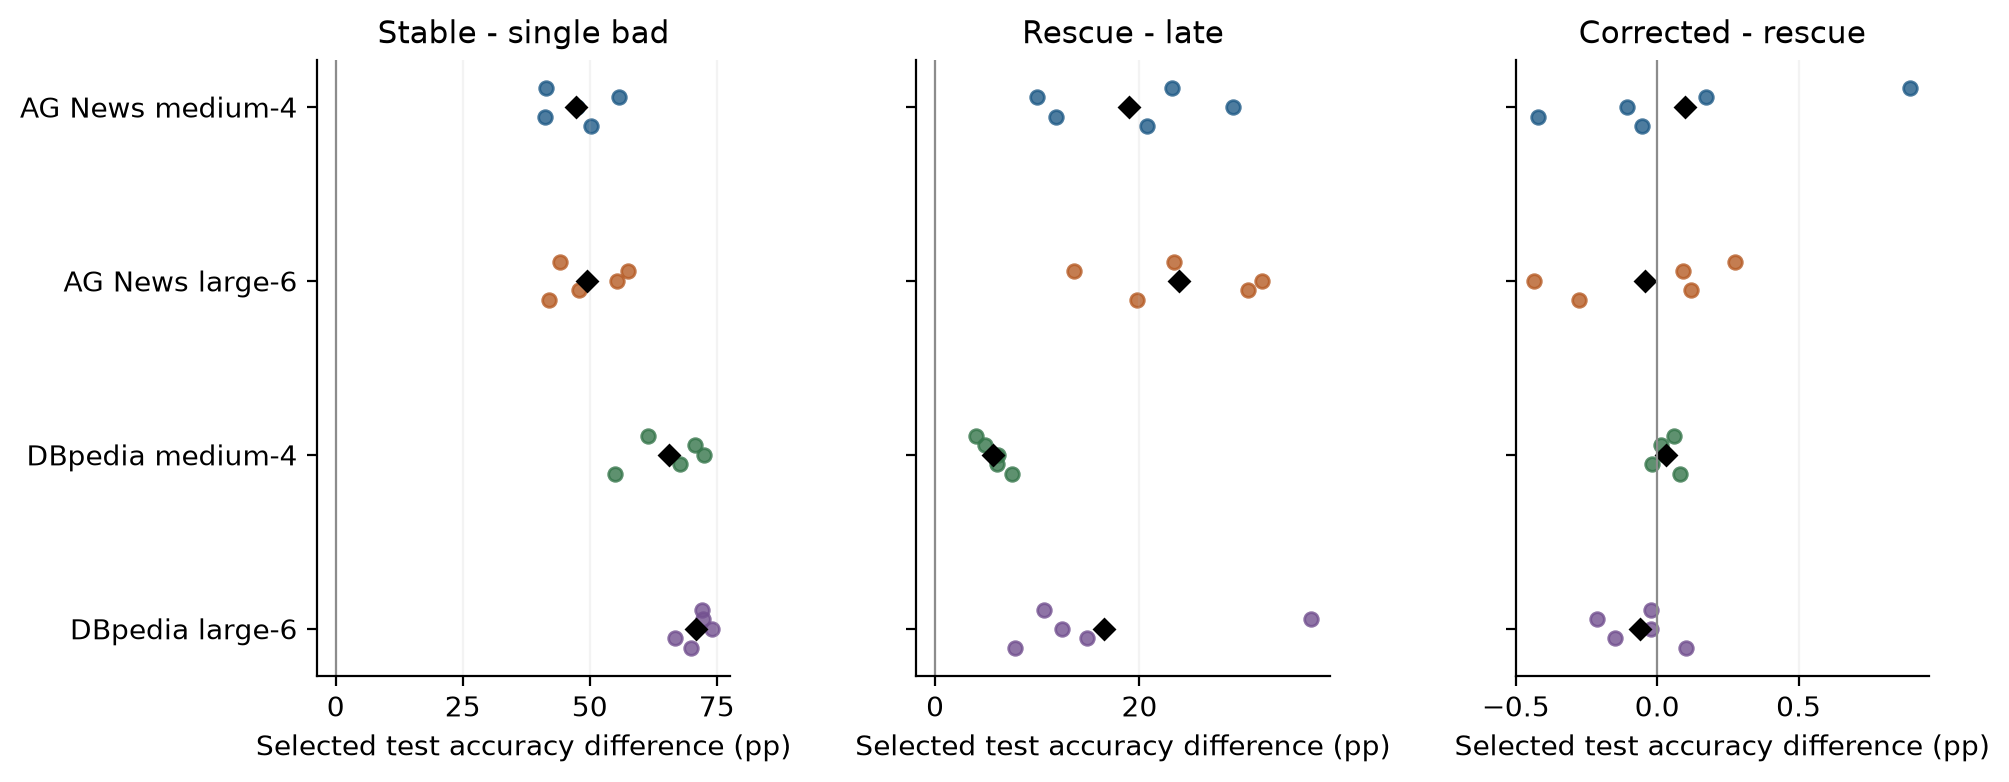 Stable - single bad
Rescue - late
Corrected - rescue
AG News medium-4
AG News large-6
DBpedia medium-4
DBpedia large-6
0 25 50 75
0 20
−0.5 0.0 0.5
Selected test accuracy difference (pp)
Selected test accuracy difference (pp)
Selected test accuracy difference (pp)